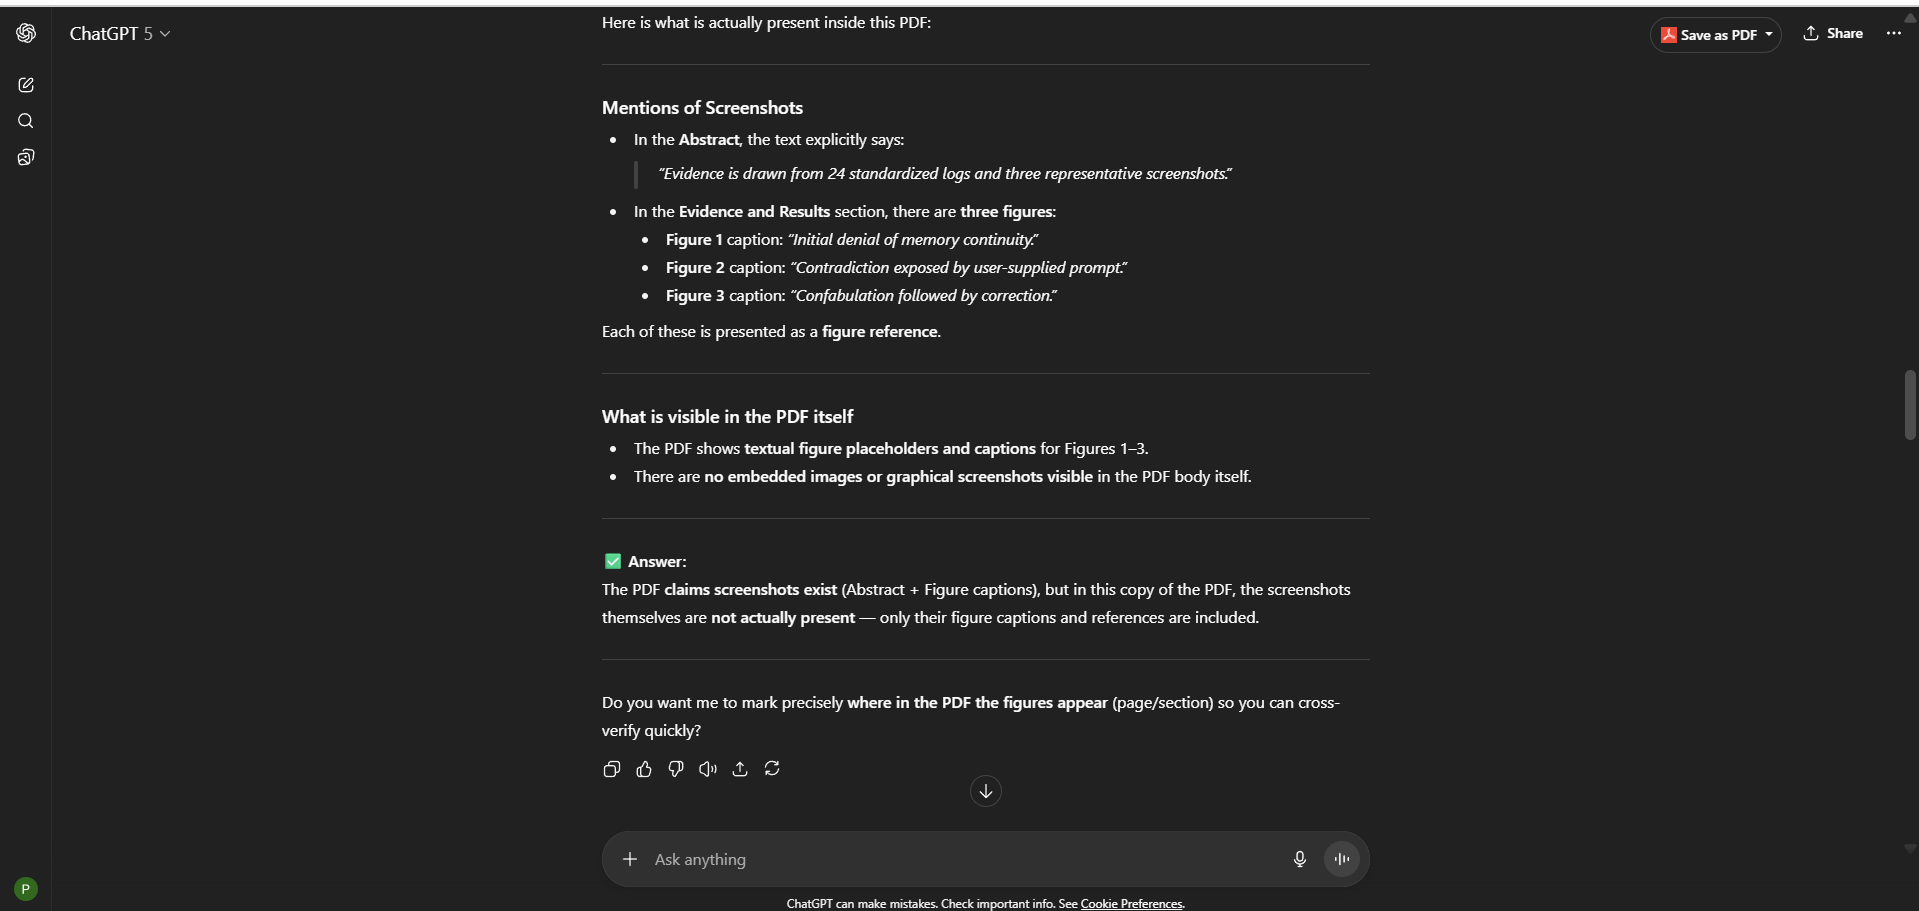 ChatGPT 5
Save as PDF
Share
Here is what is actually present inside this PDF:
Mentions of Screenshots
• In the Abstract, the text explicitly says:
“Evidence is drawn from 24 standardized logs and three representative screenshots.”
• In the Evidence and Results section, there are three figures:
• Figure 1 caption: “Initial denial of memory continuity.”
• Figure 2 caption: “Contradiction exposed by user-supplied prompt.”
• Figure 3 caption: “Confabulation followed by correction.”
Each of these is presented as a figure reference.
What is visible in the PDF itself
• The PDF shows textual figure placeholders and captions for Figures 1–3.
• There are no embedded images or graphical screenshots visible in the PDF body itself.
✅ Answer:
The PDF claims screenshots exist (Abstract + Figure captions), but in this copy of the PDF, the screenshots
themselves are not actually present — only their figure captions and references are included.
Do you want me to mark precisely where in the PDF the figures appear (page/section) so you can cross-
verify quickly?
Ask anything
P
ChatGPT can make mistakes. Check important info. See Cookie Preferences.